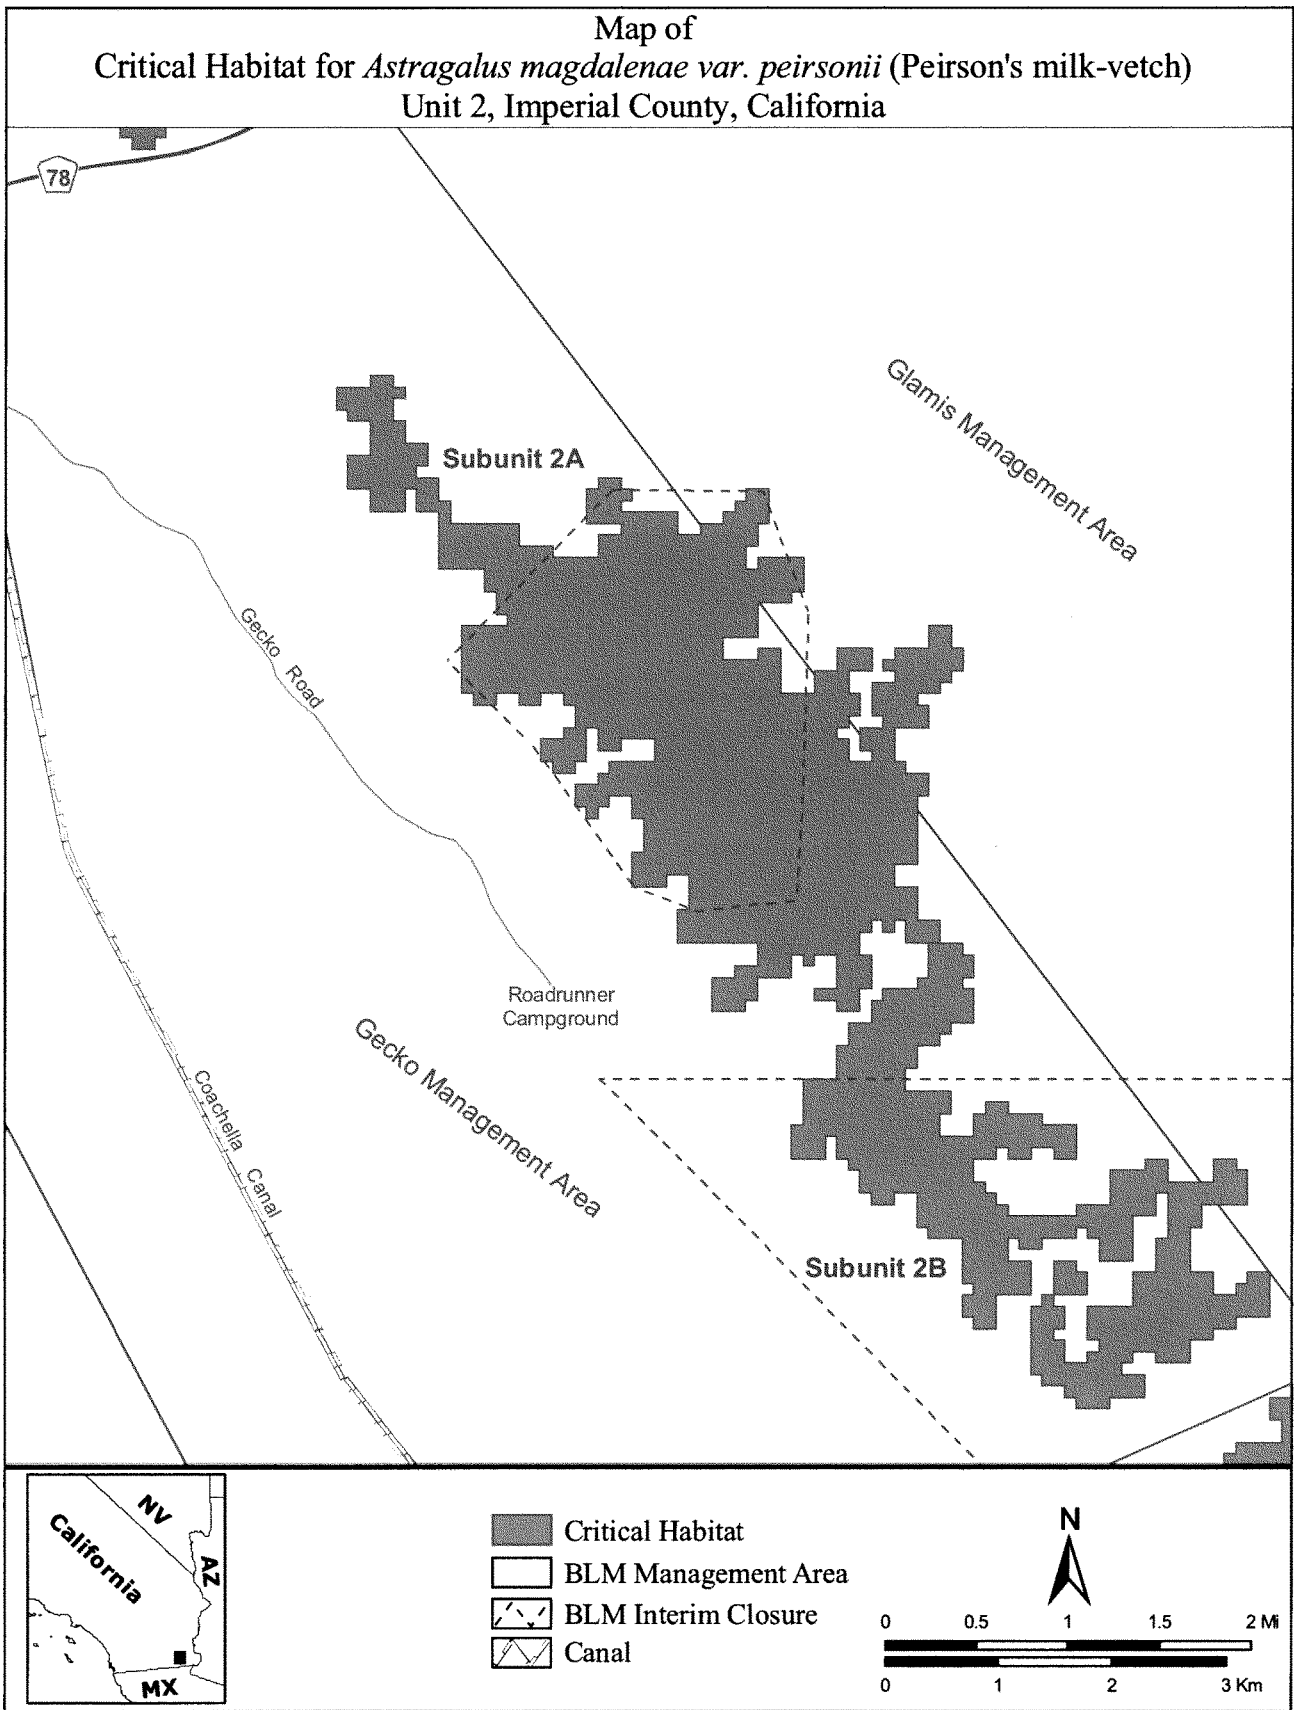 Map of
Critical Habitat for Astragalus magdalenae var. peirsonii (Peirson's milk-vetch)
Unit 2, Imperial County, California
78
Glamis Management Area
Subunit 2A
Gecko Road
Roadrunner
Campground
Gecko Management Area
Coachella Canal
Subunit 2B
NV
California
AZ
MX
Critical Habitat
BLM Management Area
BLM Interim Closure
Canal
N
0 0.5 1 1.5 2 Mi
0 1 2 3 Km